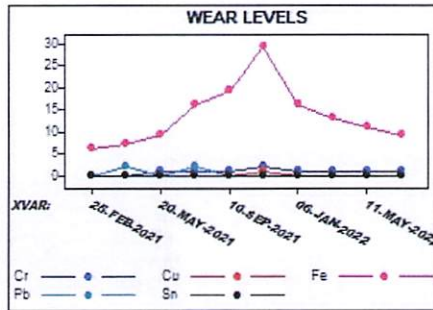 WEAR LEVELS
30
25
20
15
10
5
0
XVAR:
25. FEB-2021
20. MAY-2021
10-SEP-2021
06. JAN-2022
11-MAY-2022
Cr Cu Fe
Pb Sn